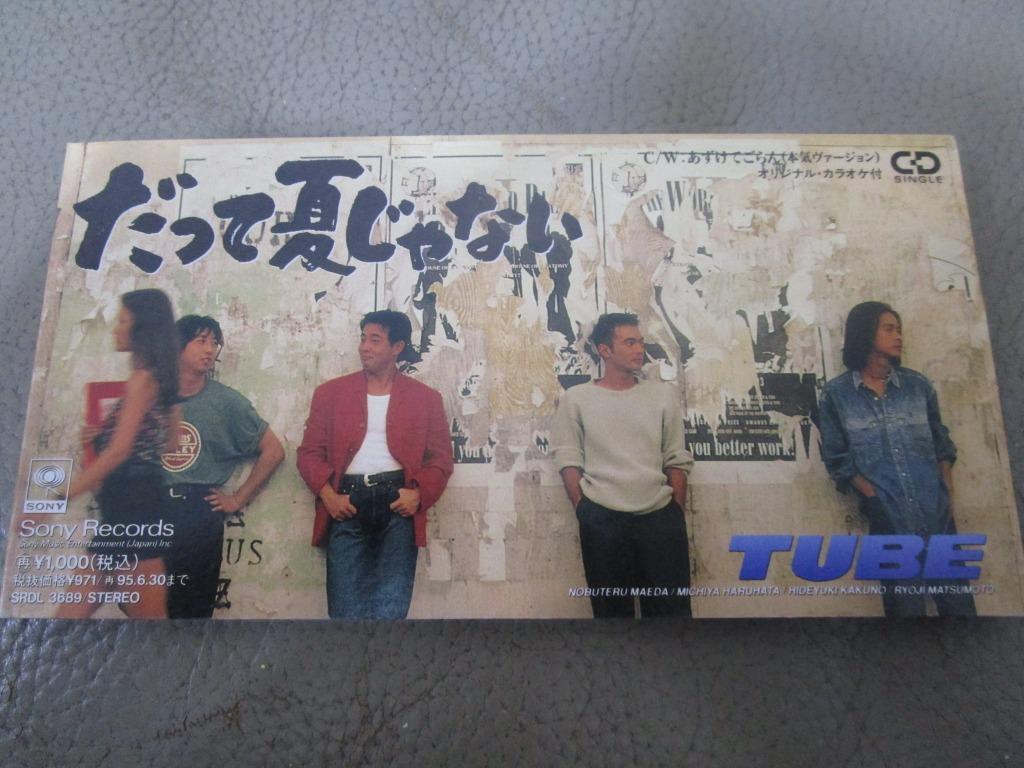 だって夏じゃない
C/W・あずけてごらん(本気ヴァージョン)
オリジナル・カラオケ付
CD
SINGLE
you better work.
LEY
SONY
Sony Records
Sony Music Entertainment (Japan) Inc
再¥1,000(税込)
税抜価格¥971/再95.6.30まで
SRDL 3689 STEREO
US
TUBE
NOBUTERU MAEDA / MICHIYA HARUHATA / HIDEYUKI KAKUNO / RYOJI MATSUMOTO